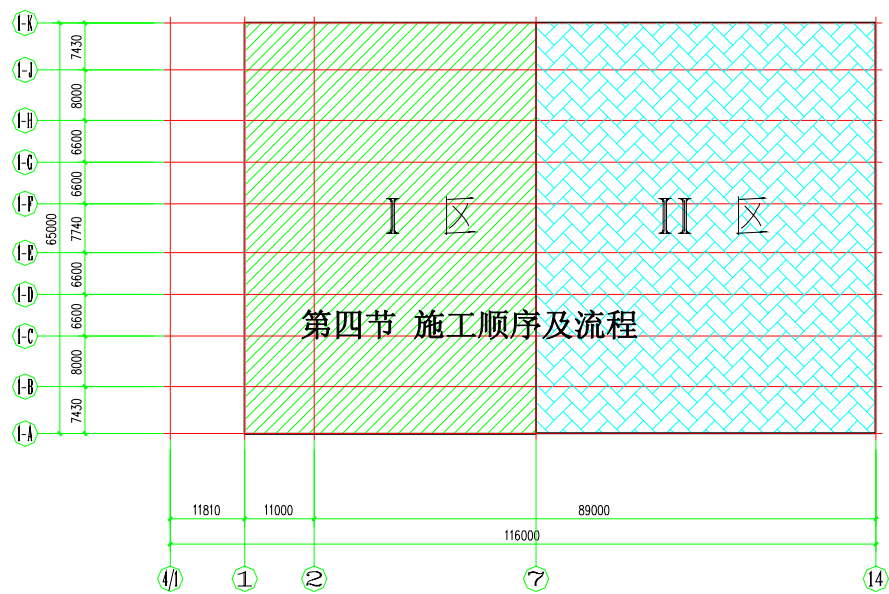 1-K
7430
1-J
8000
1-H
6600
1-G
6600
1-F
I 区 II 区
65000
7740
1-E
6600
1-D
6600
第四节 施工顺序及流程
1-C
8000
1-B
7430
1-A
11810 11000 89000
116000
4/1 1 2 7 14